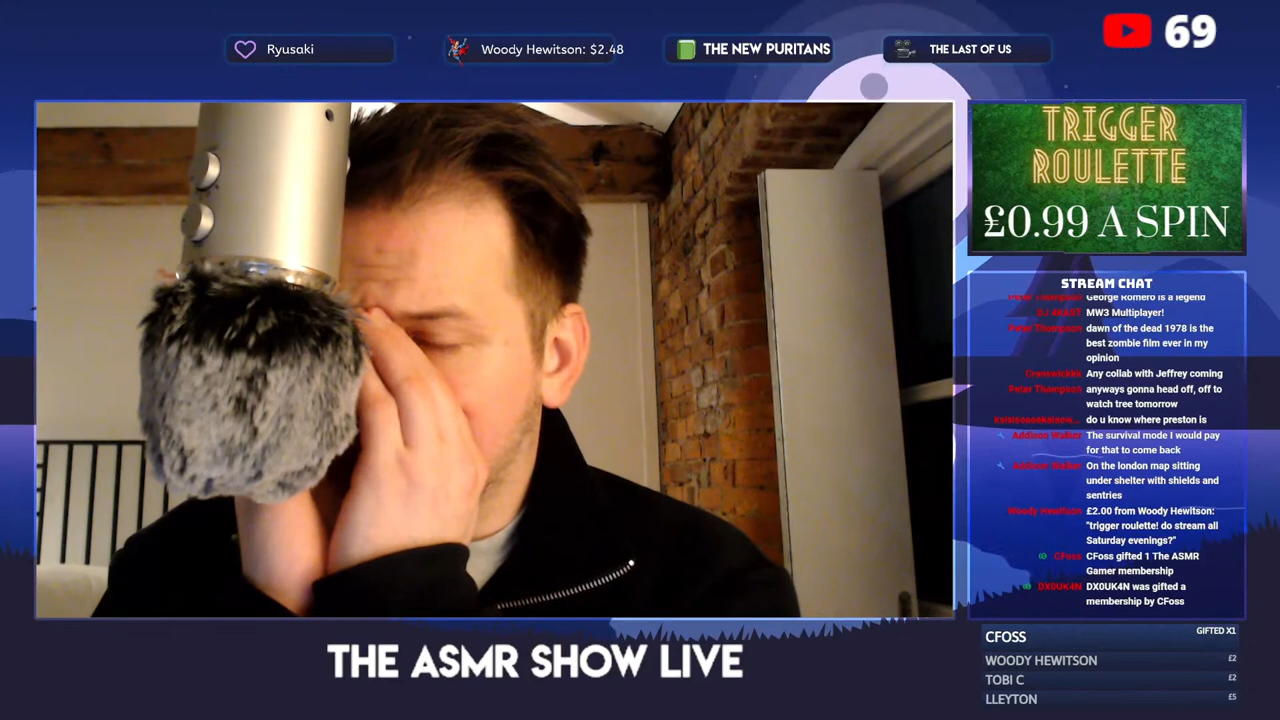 Ryusaki
Woody Hewitson: $2.48
THE NEW PURITANS
THE LAST OF US
69
TRIGGER
ROULETTE
£0.99 A SPIN
STREAM CHAT
George Romero is a legend
MW3 Multiplayer!
Peter Thompson dawn of the dead 1978 is the
best zombie film ever in my
opinion
Any collab with Jeffrey coming
Peter Thompson anyways gonna head off, off to
watch tree tomorrow
do u know where preston is
Addison Walker The survival mode I would pay
for that to come back
Addison Walker On the london map sitting
under shelter with shields and
sentries
Woody Hewitson £2.00 from Woody Hewitson:
"trigger roulette! do stream all
Saturday evenings?"
CFoss CFoss gifted 1 The ASMR
Gamer membership
DX0UK4N DX0UK4N was gifted a
membership by CFoss
CFOSS GIFTED X1
WOODY HEWITSON £2
TOBI C £2
LLEYTON £5
THE ASMR SHOW LIVE